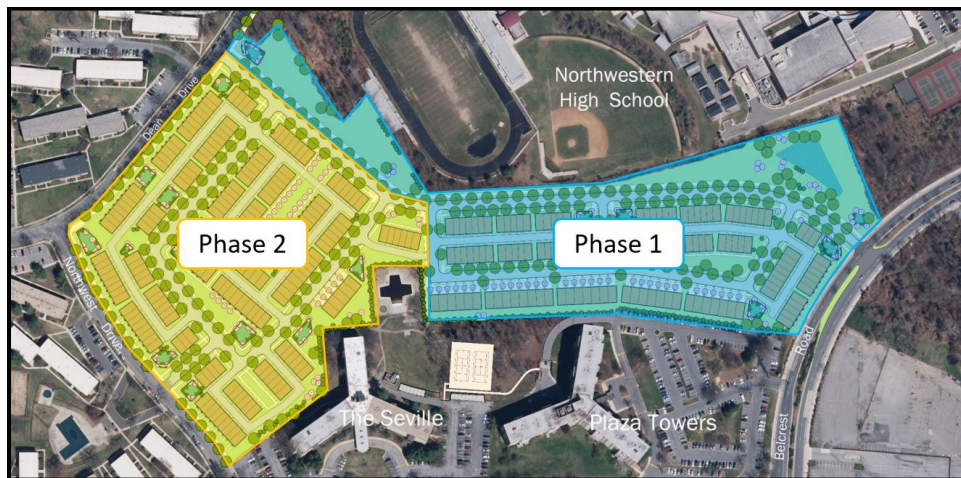 Northwestern
High School
Dean Drive
Phase 2
Phase 1
Northwest Drive
The Seville
Plaza Towers
Belcrest Road